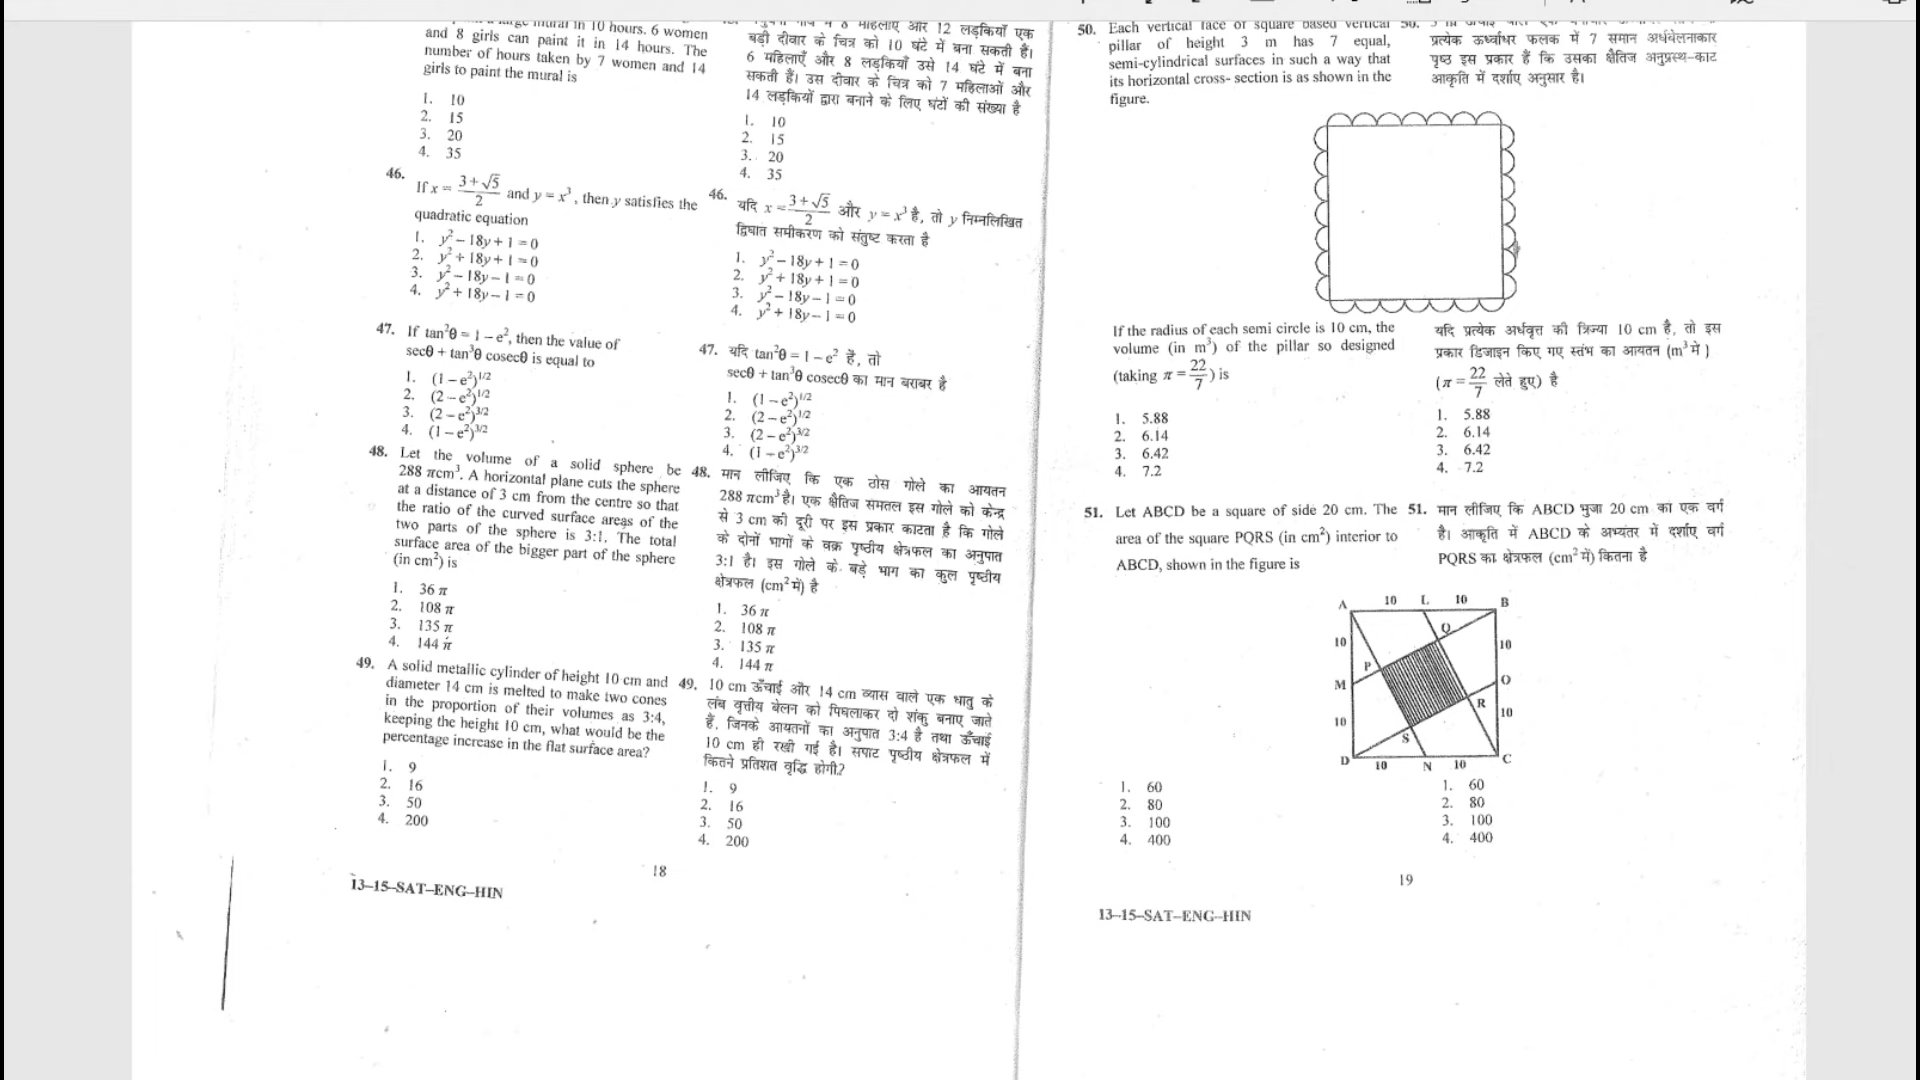 large mural in 10 hours. 6 women
and 8 girls can paint it in 14 hours. The
number of hours taken by 7 women and 14
girls to paint the mural is
1. 10
2. 15
3. 20
4. 35
46.
If x = (3+√5)/2 and y = x³, then y satisfies the
quadratic equation
1. y² – 18y + 1 = 0
2. y² + 18y + 1 = 0
3. y² – 18y – 1 = 0
4. y² + 18y – 1 = 0
47. If tan²θ = 1 – e², then the value of
secθ + tan³θ cosecθ is equal to
1. (1 – e²)^1/2
2. (2 – e²)^1/2
3. (2 – e²)^3/2
4. (1 – e²)^3/2
48. Let the volume of a solid sphere be
288 πcm³. A horizontal plane cuts the sphere
at a distance of 3 cm from the centre so that
the ratio of the curved surface areas of the
two parts of the sphere is 3:1. The total
surface area of the bigger part of the sphere
(in cm²) is
1. 36 π
2. 108 π
3. 135 π
4. 144 π
49. A solid metallic cylinder of height 10 cm and
diameter 14 cm is melted to make two cones
in the proportion of their volumes as 3:4,
keeping the height 10 cm, what would be the
percentage increase in the flat surface area?
1. 9
2. 16
3. 50
4. 200
8 महिलाएँ और 12 लड़कियाँ एक
बड़ी दीवार के चित्र को 10 घंटे में बना सकती हैं।
6 महिलाएँ और 8 लड़कियाँ उसे 14 घंटे में बना
सकती हैं। उस दीवार के चित्र को 7 महिलाओं और
14 लड़कियों द्वारा बनाने के लिए घंटों की संख्या है
1. 10
2. 15
3. 20
4. 35
46.
यदि x = (3+√5)/2 और y = x³ है, तो y निम्नलिखित
द्विघात समीकरण को संतुष्ट करता है
1. y² – 18y + 1 = 0
2. y² + 18y + 1 = 0
3. y² – 18y – 1 = 0
4. y² + 18y – 1 = 0
47. यदि tan²θ = 1 – e² है, तो
secθ + tan³θ cosecθ का मान बराबर है
1. (1 – e²)^1/2
2. (2 – e²)^1/2
3. (2 – e²)^3/2
4. (1 – e²)^3/2
48. मान लीजिए कि एक ठोस गोले का आयतन
288 πcm³ है। एक क्षैतिज समतल इस गोले को केन्द्र
से 3 cm की दूरी पर इस प्रकार काटता है कि गोले
के दोनों भागों के वक्र पृष्ठीय क्षेत्रफल का अनुपात
3:1 है। इस गोले के बड़े भाग का कुल पृष्ठीय
क्षेत्रफल (cm² में) है
1. 36 π
2. 108 π
3. 135 π
4. 144 π
49. 10 cm ऊँचाई और 14 cm व्यास वाले एक धातु के
लंब वृत्तीय बेलन को पिघलाकर दो शंकु बनाए जाते
हैं, जिनके आयतनों का अनुपात 3:4 है तथा ऊँचाई
10 cm ही रखी गई है। सपाट पृष्ठीय क्षेत्रफल में
कितने प्रतिशत वृद्धि होगी?
1. 9
2. 16
3. 50
4. 200
18
13–15–SAT–ENG–HIN
50. Each vertical face of square based vertical
pillar of height 3 m has 7 equal,
semi-cylindrical surfaces in such a way that
its horizontal cross- section is as shown in the
figure.
50.
प्रत्येक ऊर्ध्वाधर फलक में 7 समान अर्धबेलनाकार
पृष्ठ इस प्रकार हैं कि उसका क्षैतिज अनुप्रस्थ-काट
आकृति में दर्शाए अनुसार है।
If the radius of each semi circle is 10 cm, the
volume (in m³) of the pillar so designed
(taking π = 22/7) is
1. 5.88
2. 6.14
3. 6.42
4. 7.2
यदि प्रत्येक अर्धवृत्त की त्रिज्या 10 cm है, तो इस
प्रकार डिजाइन किए गए स्तंभ का आयतन (m³ में )
(π = 22/7 लेते हुए) है
1. 5.88
2. 6.14
3. 6.42
4. 7.2
51. Let ABCD be a square of side 20 cm. The
area of the square PQRS (in cm²) interior to
ABCD, shown in the figure is
51. मान लीजिए कि ABCD भुजा 20 cm का एक वर्ग
है। आकृति में ABCD के अभ्यंतर में दर्शाए वर्ग
PQRS का क्षेत्रफल (cm² में) कितना है
A 10 L 10 B
10 Q 10
P
M O
R
10 10
S
D 10 N 10 C
1. 60
2. 80
3. 100
4. 400
1. 60
2. 80
3. 100
4. 400
19
13–15–SAT–ENG–HIN